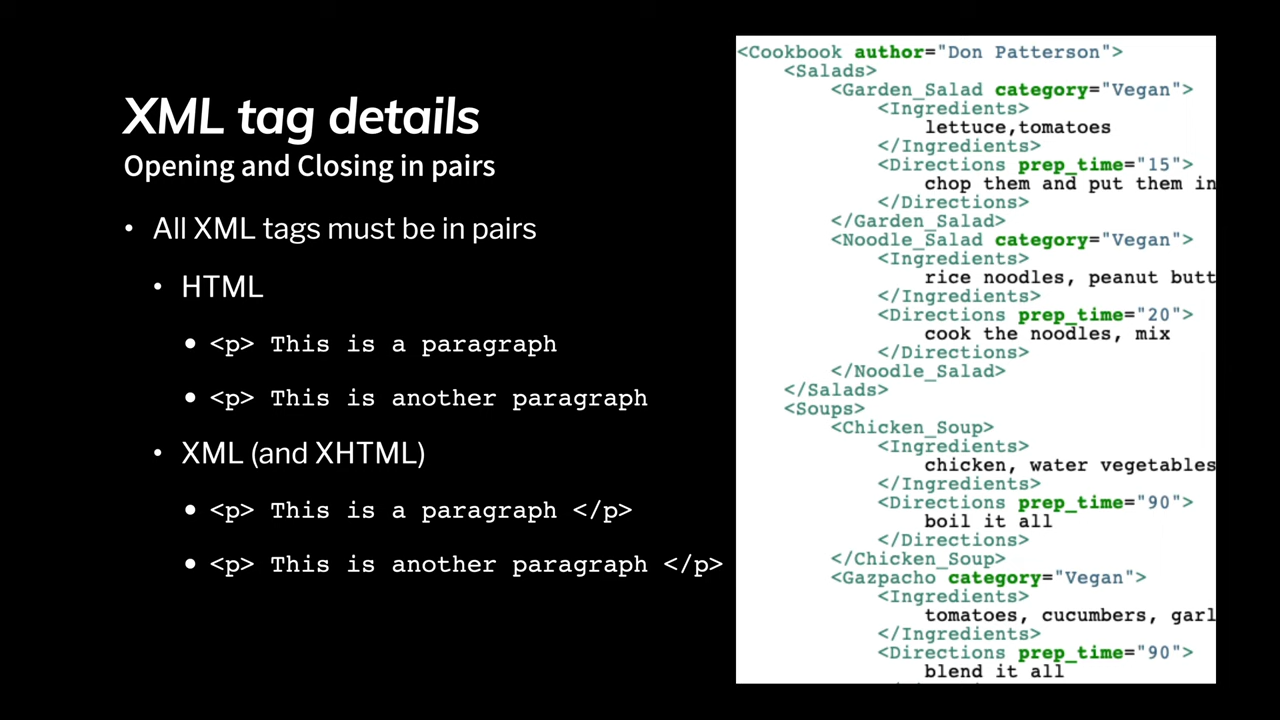 XML tag details
Opening and Closing in pairs
• All XML tags must be in pairs
• HTML
• <p> This is a paragraph
• <p> This is another paragraph
• XML (and XHTML)
• <p> This is a paragraph </p>
• <p> This is another paragraph </p>
<Cookbook author="Don Patterson">
<Salads>
<Garden_Salad category="Vegan">
<Ingredients>
lettuce,tomatoes
</Ingredients>
<Directions prep_time="15">
chop them and put them in
</Directions>
</Garden_Salad>
<Noodle_Salad category="Vegan">
<Ingredients>
rice noodles, peanut butt
</Ingredients>
<Directions prep_time="20">
cook the noodles, mix
</Directions>
</Noodle_Salad>
</Salads>
<Soups>
<Chicken_Soup>
<Ingredients>
chicken, water vegetables
</Ingredients>
<Directions prep_time="90">
boil it all
</Directions>
</Chicken_Soup>
<Gazpacho category="Vegan">
<Ingredients>
tomatoes, cucumbers, garl
</Ingredients>
<Directions prep_time="90">
blend it all